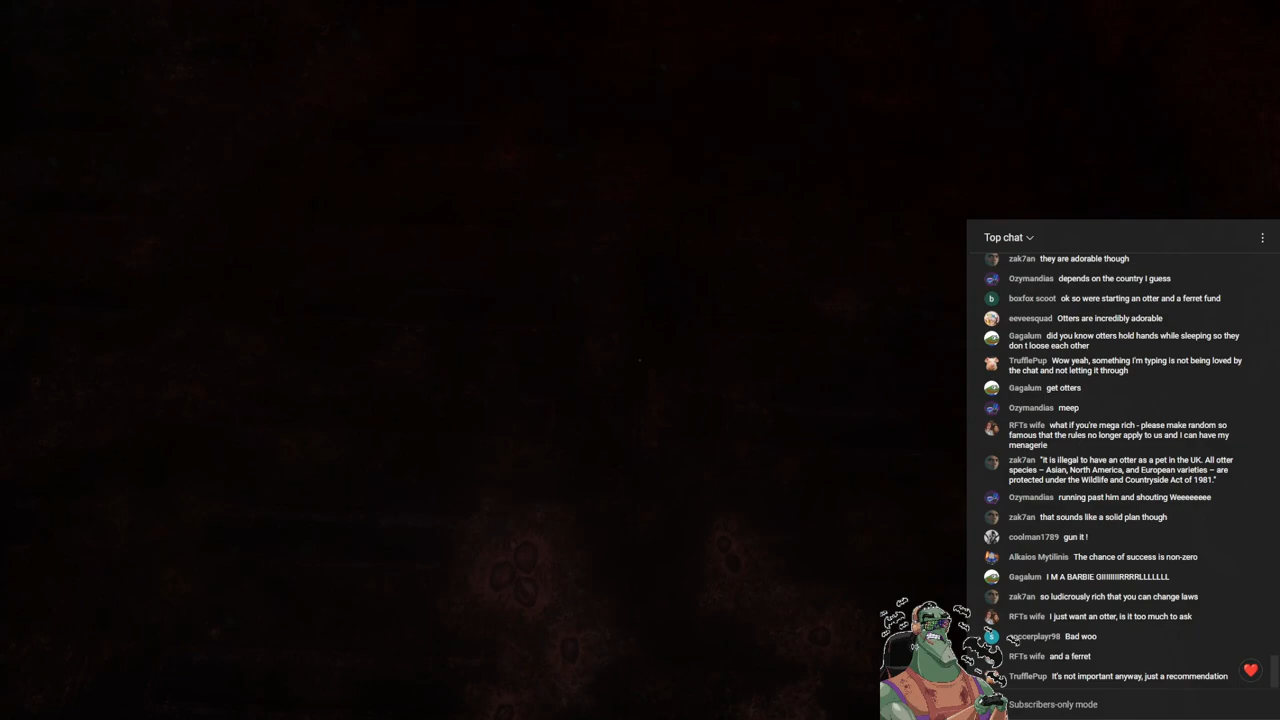 Top chat
zak7an they are adorable though
Ozymandias depends on the country I guess
b boxfox scoot ok so were starting an otter and a ferret fund
eeveesquad Otters are incredibly adorable
Gagalum did you know otters hold hands while sleeping so they
don t loose each other
TrufflePup Wow yeah, something I'm typing is not being loved by
the chat and not letting it through
Gagalum get otters
Ozymandias meep
RFTs wife what if you're mega rich - please make random so
famous that the rules no longer apply to us and I can have my
menagerie
zak7an "it is illegal to have an otter as a pet in the UK. All otter
species – Asian, North America, and European varieties – are
protected under the Wildlife and Countryside Act of 1981."
Ozymandias running past him and shouting Weeeeeeee
zak7an that sounds like a solid plan though
coolman1789 gun it !
Alkaios Mytilinis The chance of success is non-zero
Gagalum I M A BARBIE GIIIIIIIIRRRRLLLLLLL
zak7an so ludicrously rich that you can change laws
RFTs wife I just want an otter, is it too much to ask
s soccerplayr98 Bad woo
RFTs wife and a ferret
TrufflePup It's not important anyway, just a recommendation
Subscribers-only mode